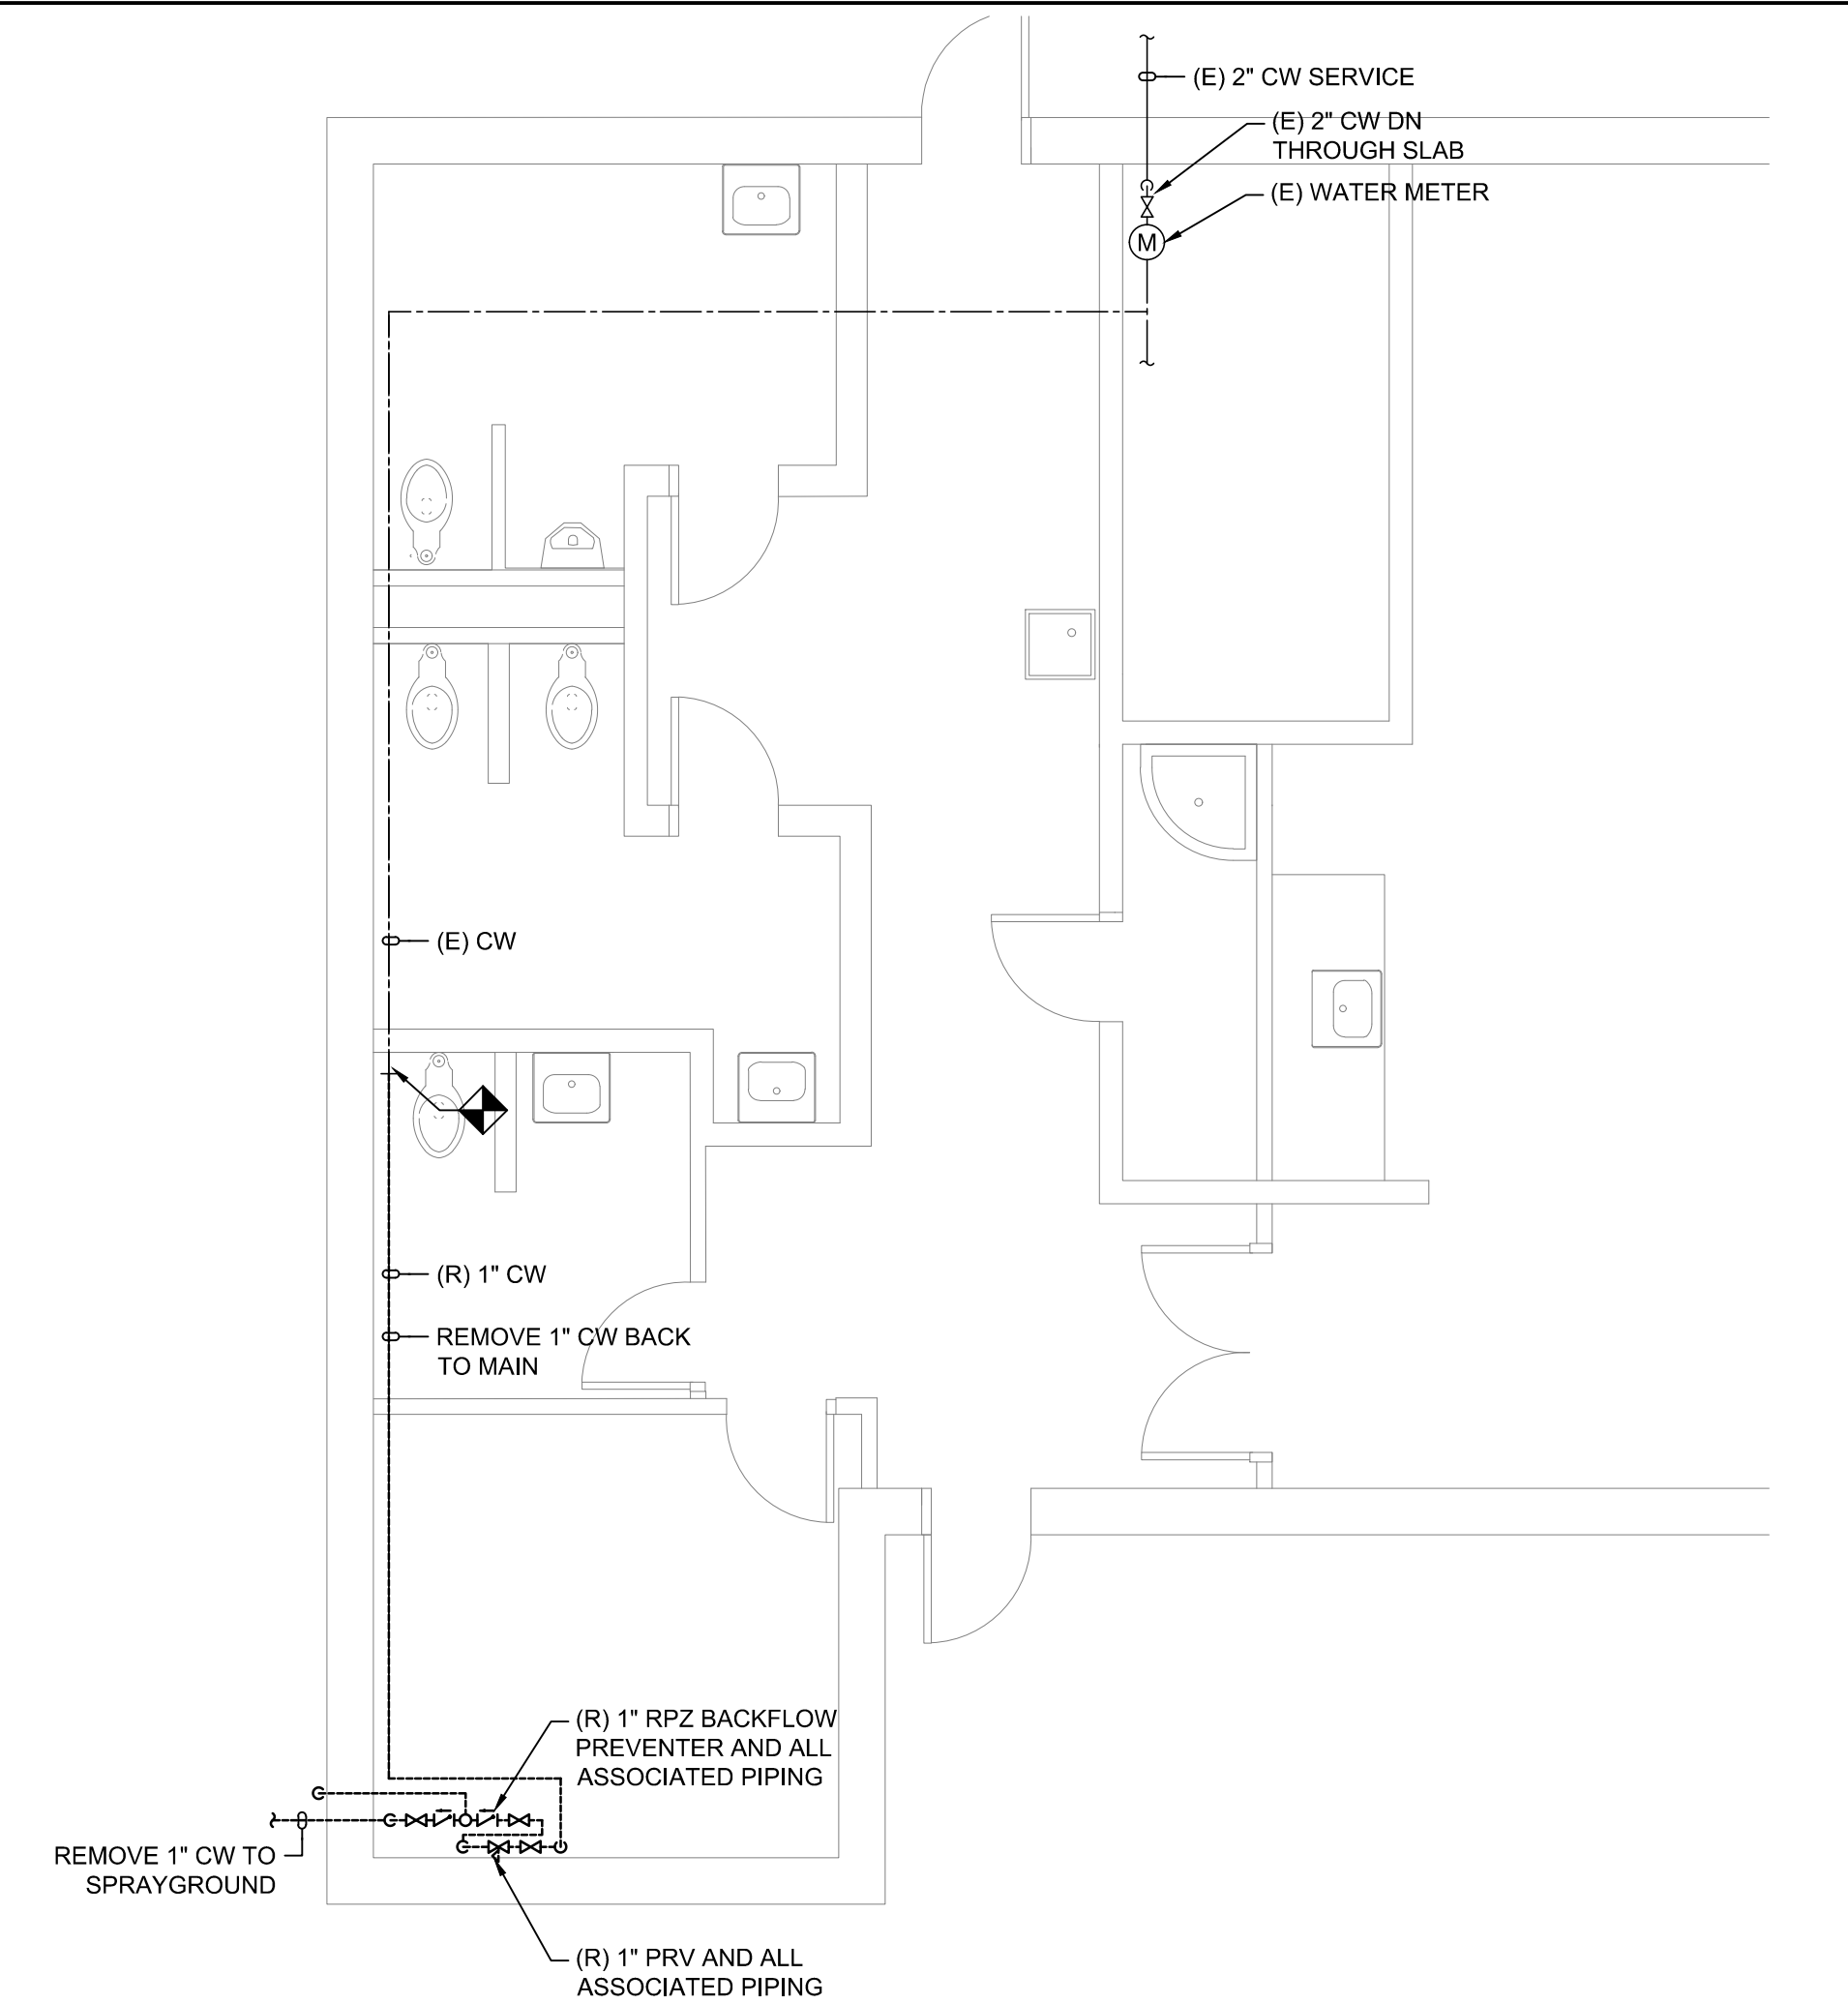 (E) 2" CW SERVICE
(E) 2" CW DN
THROUGH SLAB
(E) WATER METER
M
(E) CW
(R) 1" CW
REMOVE 1" CW BACK
TO MAIN
(R) 1" RPZ BACKFLOW
PREVENTER AND ALL
ASSOCIATED PIPING
REMOVE 1" CW TO
SPRAYGROUND
(R) 1" PRV AND ALL
ASSOCIATED PIPING